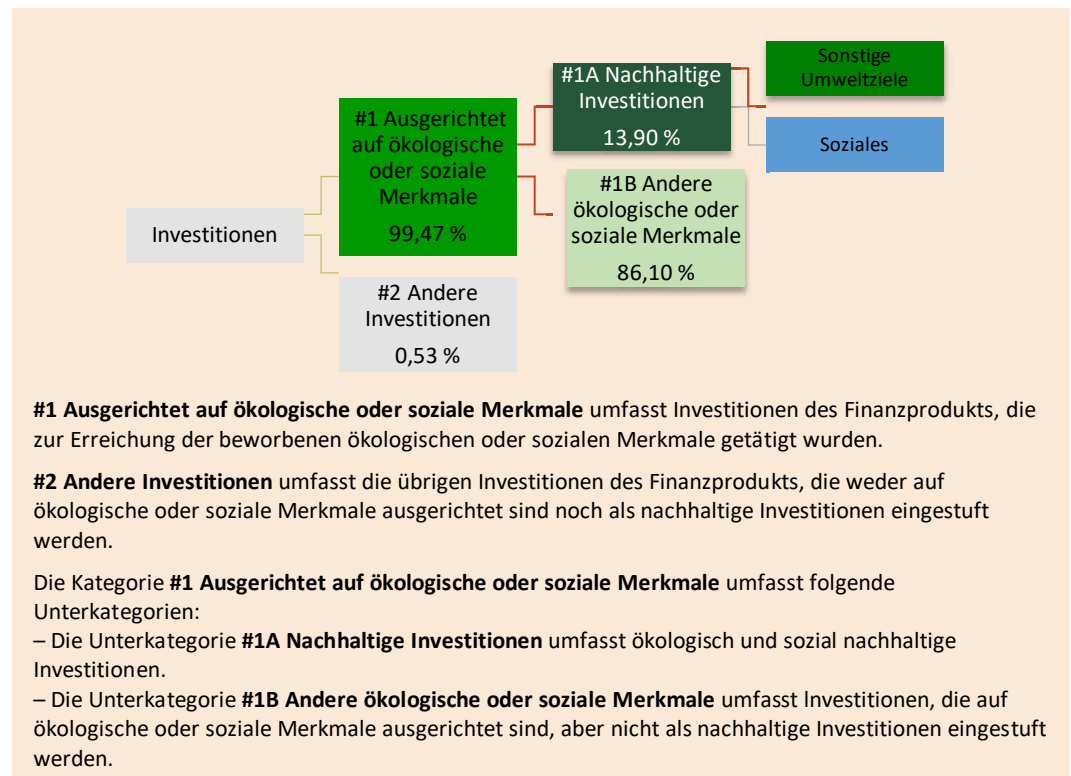 Sonstige
Umweltziele
#1A Nachhaltige
Investitionen
13,90 %
#1 Ausgerichtet
auf ökologische
oder soziale
Merkmale
99,47 %
Soziales
#1B Andere
ökologische oder
soziale Merkmale
86,10 %
Investitionen
#2 Andere
Investitionen
0,53 %
#1 Ausgerichtet auf ökologische oder soziale Merkmale umfasst Investitionen des Finanzprodukts, die
zur Erreichung der beworbenen ökologischen oder sozialen Merkmale getätigt wurden.
#2 Andere Investitionen umfasst die übrigen Investitionen des Finanzprodukts, die weder auf
ökologische oder soziale Merkmale ausgerichtet sind noch als nachhaltige Investitionen eingestuft
werden.
Die Kategorie #1 Ausgerichtet auf ökologische oder soziale Merkmale umfasst folgende
Unterkategorien:
– Die Unterkategorie #1A Nachhaltige Investitionen umfasst ökologisch und sozial nachhaltige
Investitionen.
– Die Unterkategorie #1B Andere ökologische oder soziale Merkmale umfasst Investitionen, die auf
ökologische oder soziale Merkmale ausgerichtet sind, aber nicht als nachhaltige Investitionen eingestuft
werden.